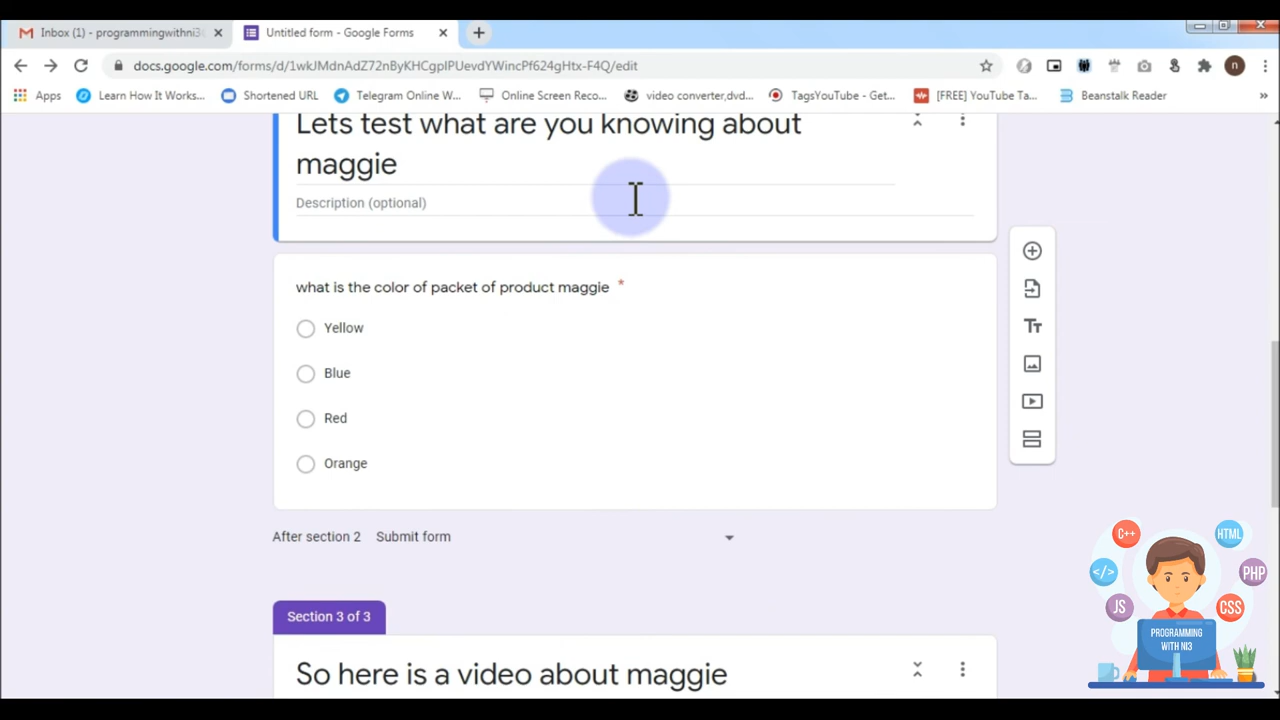 Inbox (1) - programmingwithni3
Untitled form - Google Forms
docs.google.com/forms/d/1wkJMdnAdZ72nByKHCgpIPUevdYWincPf624gHtx-F4Q/edit
n
Apps
Learn How It Works...
Shortened URL
Telegram Online W...
Online Screen Reco...
video converter,dvd...
TagsYouTube - Get...
[FREE] YouTube Ta...
Beanstalk Reader
»
Lets test what are you knowing about
maggie
Description (optional)
what is the color of packet of product maggie *
Yellow
Blue
Red
Orange
After section 2 Submit form
Section 3 of 3
So here is a video about maggie
Tт
C++
HTML
</>
PHP
JS
CSS
PROGRAMMING
WITH NI3